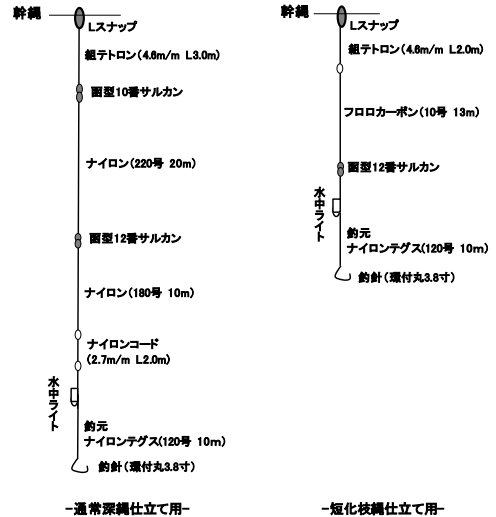 幹縄
Lスナップ
組テトロン(4.6m/m L3.0m)
函型10番サルカン
ナイロン(220号 20m)
函型12番サルカン
ナイロン(180号 10m)
ナイロンコード
(2.7m/m L2.0m)
水中ライト
釣元
ナイロンテグス(120号 10m)
釣針(環付丸3.8寸)
-通常深縄仕立て用-
幹縄
Lスナップ
組テトロン(4.6m/m L2.0m)
フロロカーボン(10号 13m)
函型12番サルカン
水中ライト
釣元
ナイロンテグス(120号 10m)
釣針(環付丸3.8寸)
-短化枝縄仕立て用-